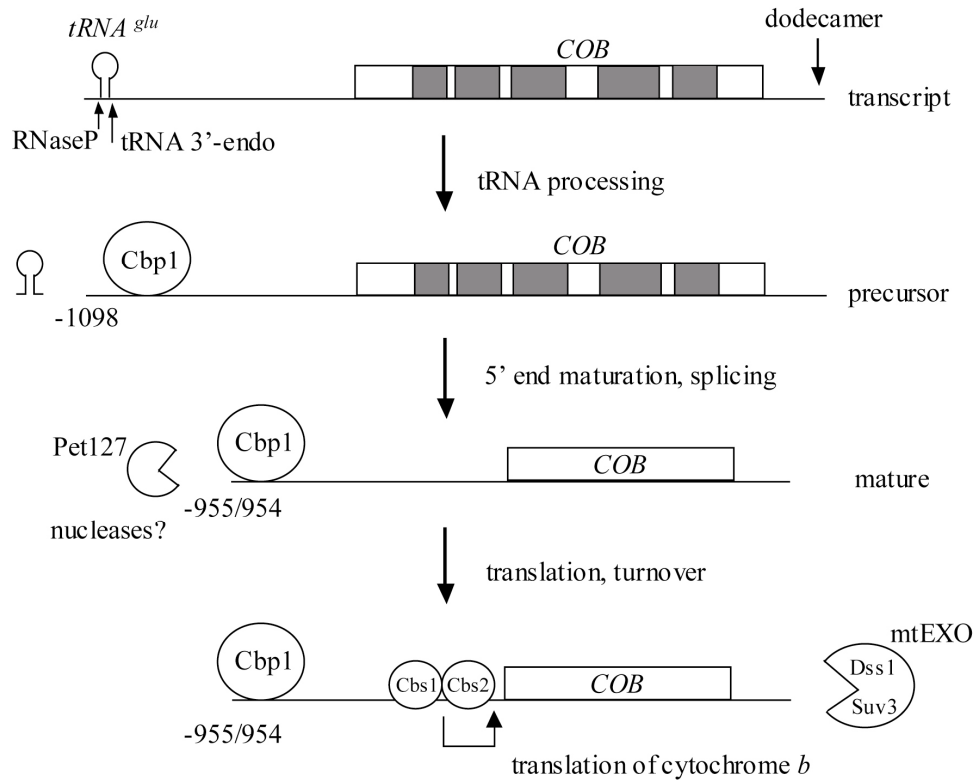 tRNA glu
dodecamer
COB
transcript
RNaseP
tRNA 3’-endo
tRNA processing
COB
Cbp1
precursor
-1098
5’ end maturation, splicing
Pet127
Cbp1
COB
mature
-955/954
nucleases?
translation, turnover
mtEXO
Cbp1
Cbs1
Cbs2
COB
Dss1
Suv3
-955/954
translation of cytochrome b